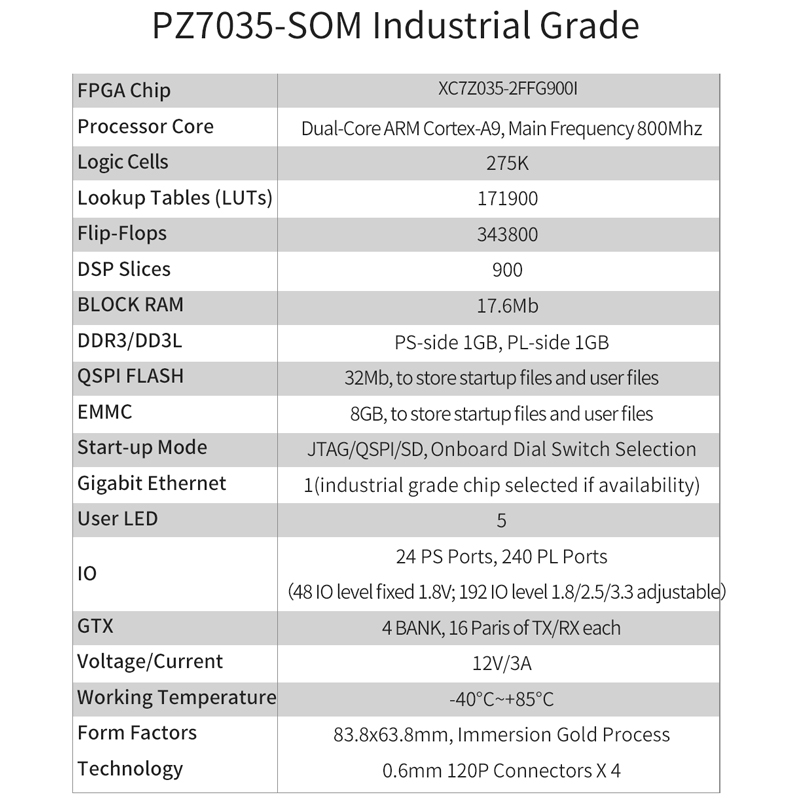 PZ7035-SOM Industrial Grade
FPGA Chip XC7Z035-2FFG900I
Processor Core Dual-Core ARM Cortex-A9, Main Frequency 800Mhz
Logic Cells 275K
Lookup Tables (LUTs) 171900
Flip-Flops 343800
DSP Slices 900
BLOCK RAM 17.6Mb
DDR3/DD3L PS-side 1GB, PL-side 1GB
QSPI FLASH 32Mb, to store startup files and user files
EMMC 8GB, to store startup files and user files
Start-up Mode JTAG/QSPI/SD, Onboard Dial Switch Selection
Gigabit Ethernet 1(industrial grade chip selected if availability)
User LED 5
IO 24 PS Ports, 240 PL Ports
(48 IO level fixed 1.8V; 192 IO level 1.8/2.5/3.3 adjustable)
GTX 4 BANK, 16 Paris of TX/RX each
Voltage/Current 12V/3A
Working Temperature -40°C~+85°C
Form Factors 83.8x63.8mm, Immersion Gold Process
Technology 0.6mm 120P Connectors X 4